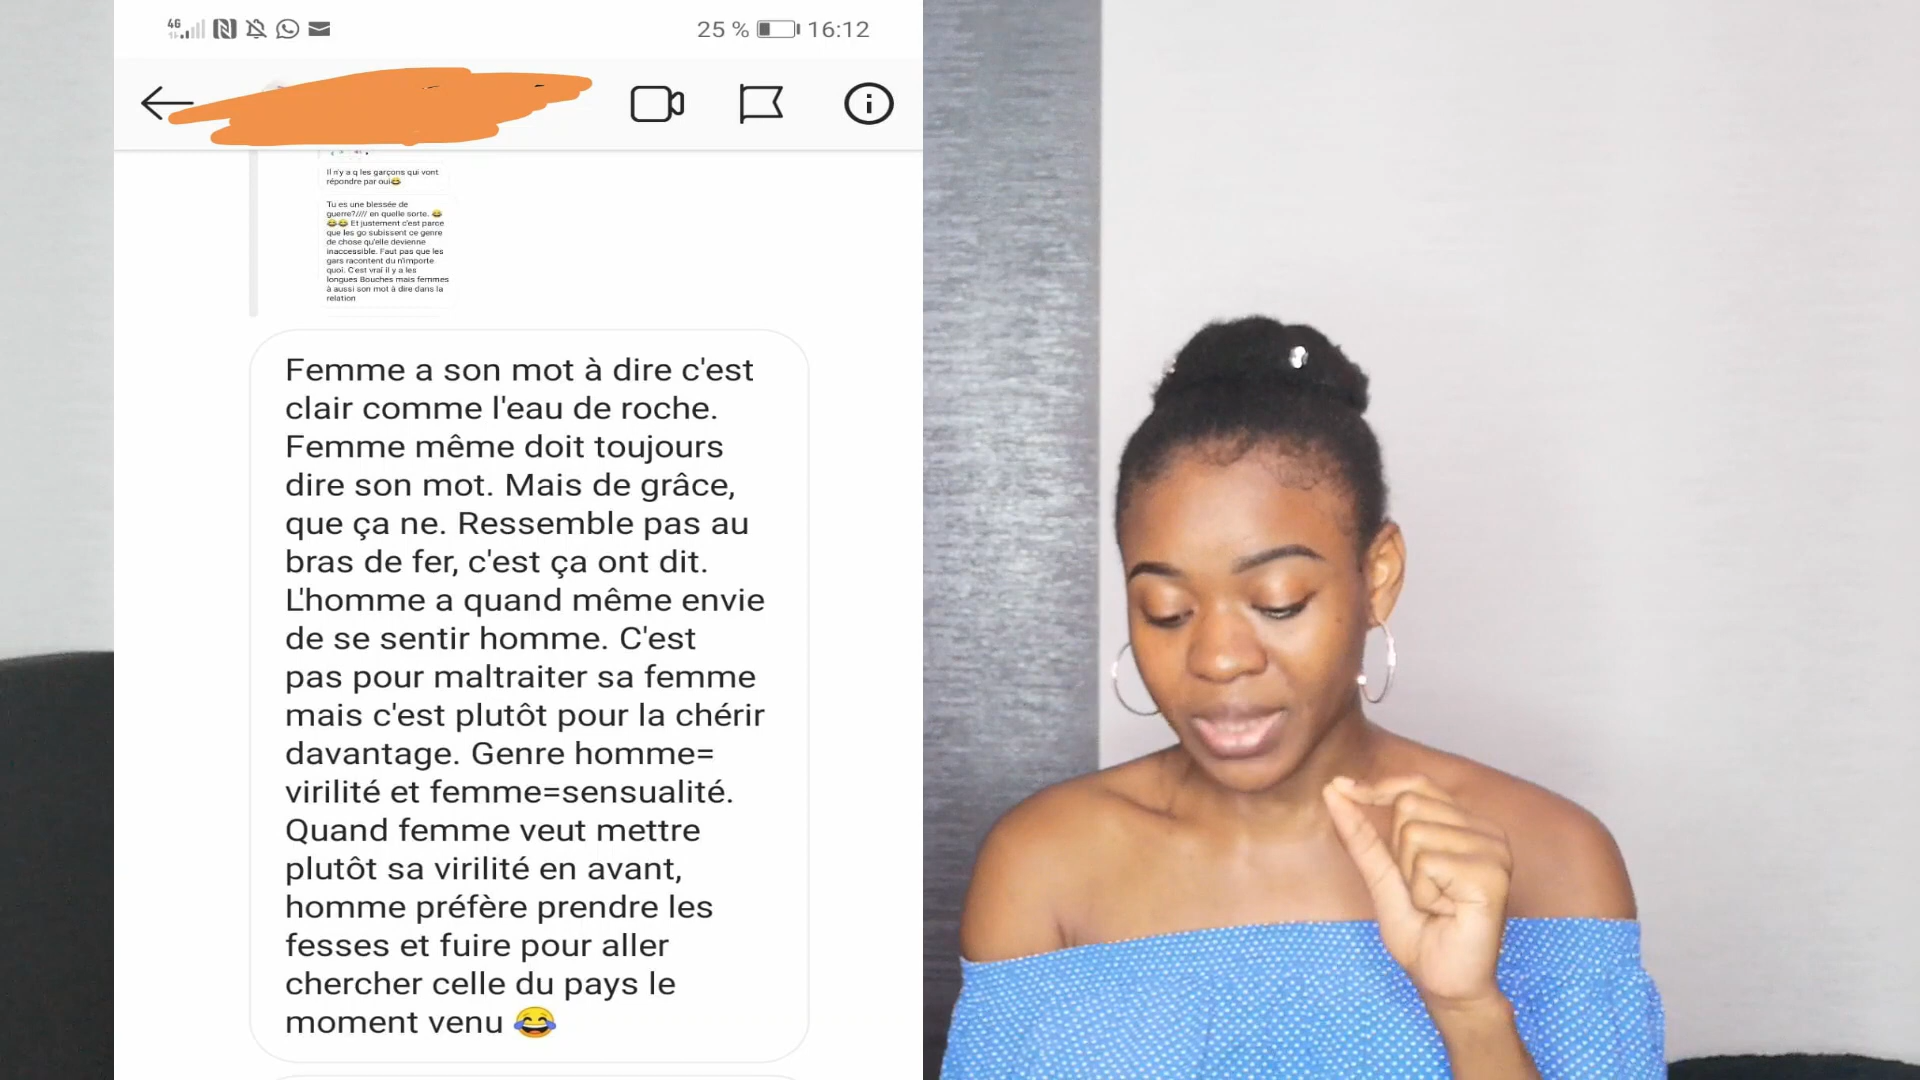 4G
25 % 16:12
Il n'y a q les garçons qui vont
répondre par oui😂
Tu es une blessée de
guerre?//// en quelle sorte. 😂
😂😂 Et justement c'est parce
que les go subissent ce genre
de chose qu'elle devienne
inaccessible. Faut pas que les
gars racontent du n'importe
quoi. C'est vrai il y a les
longues Bouches mais femmes
à aussi son mot à dire dans la
relation
Femme a son mot à dire c'est
clair comme l'eau de roche.
Femme même doit toujours
dire son mot. Mais de grâce,
que ça ne. Ressemble pas au
bras de fer, c'est ça ont dit.
L'homme a quand même envie
de se sentir homme. C'est
pas pour maltraiter sa femme
mais c'est plutôt pour la chérir
davantage. Genre homme=
virilité et femme=sensualité.
Quand femme veut mettre
plutôt sa virilité en avant,
homme préfère prendre les
fesses et fuire pour aller
chercher celle du pays le
moment venu 😂